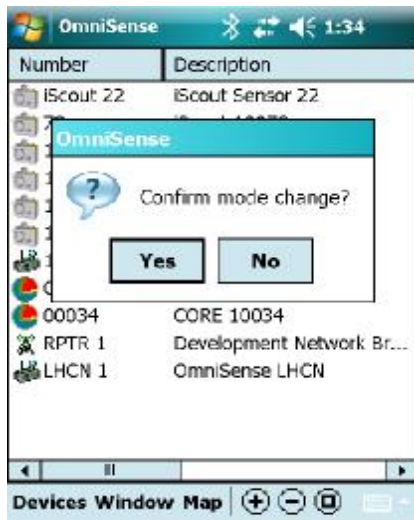 OmniSense 1:34
Number Description
iScout 22 iScout Sensor 22
OmniSense
Confirm mode change?
Yes No
00034 CORE 10034
RPTR 1 Development Network Br...
LHCN 1 OmniSense LHCN
Devices Window Map